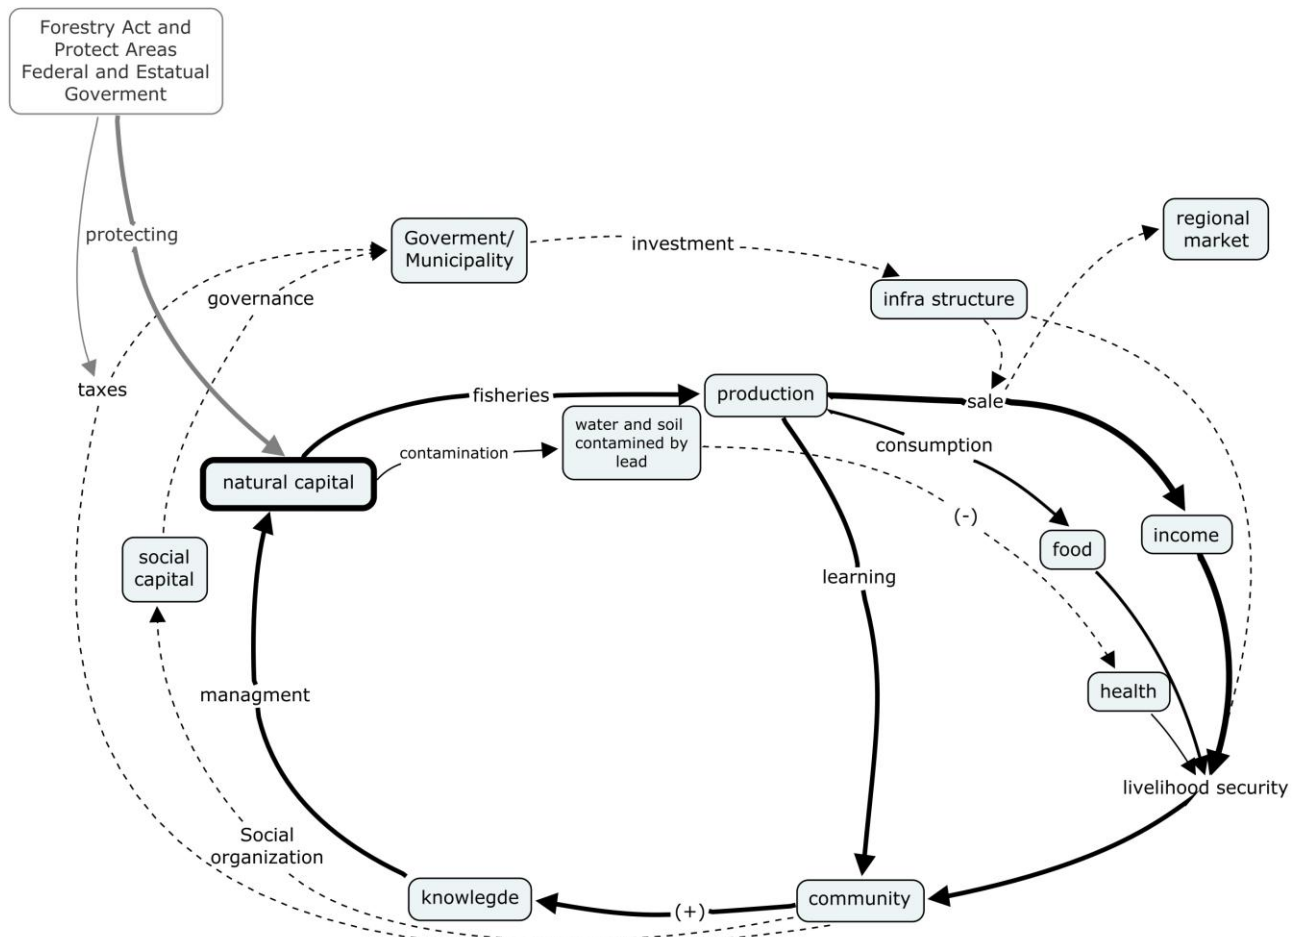 Forestry Act and
Protect Areas
Federal and Estatual
Goverment
protecting
Goverment/
Municipality
investment
regional
market
governance
infra structure
taxes
fisheries
production
sale
water and soil
contamined by
lead
contamination
consumption
natural capital
(-)
income
food
social
capital
learning
health
managment
livelihood security
Social
organization
knowlegde
(+)
community